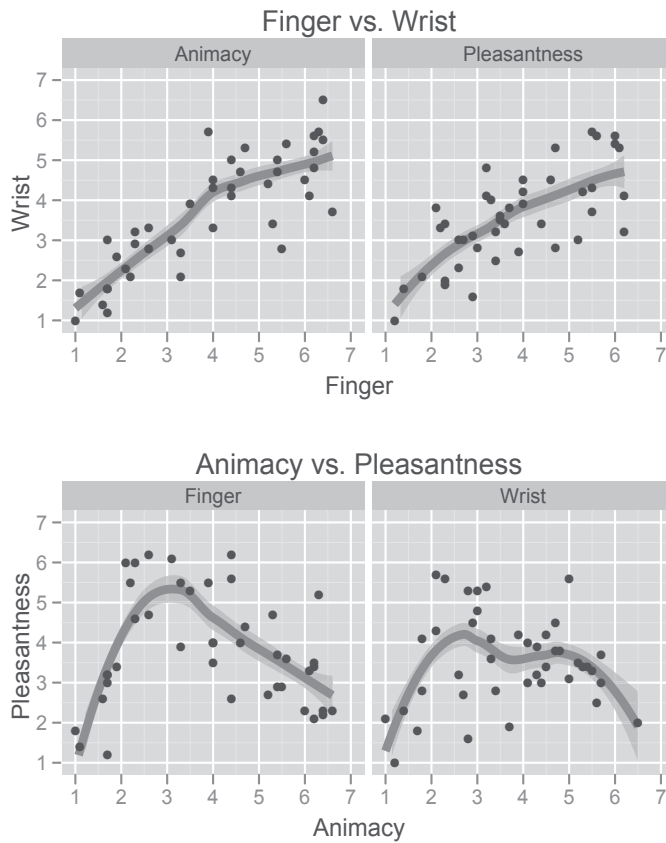 Finger vs. Wrist
Animacy Pleasantness
7
6
5
4
3
2
1
Wrist
1 2 3 4 5 6 7 1 2 3 4 5 6 7
Finger
Animacy vs. Pleasantness
Finger Wrist
7
6
5
4
3
2
1
Pleasantness
1 2 3 4 5 6 7 1 2 3 4 5 6 7
Animacy